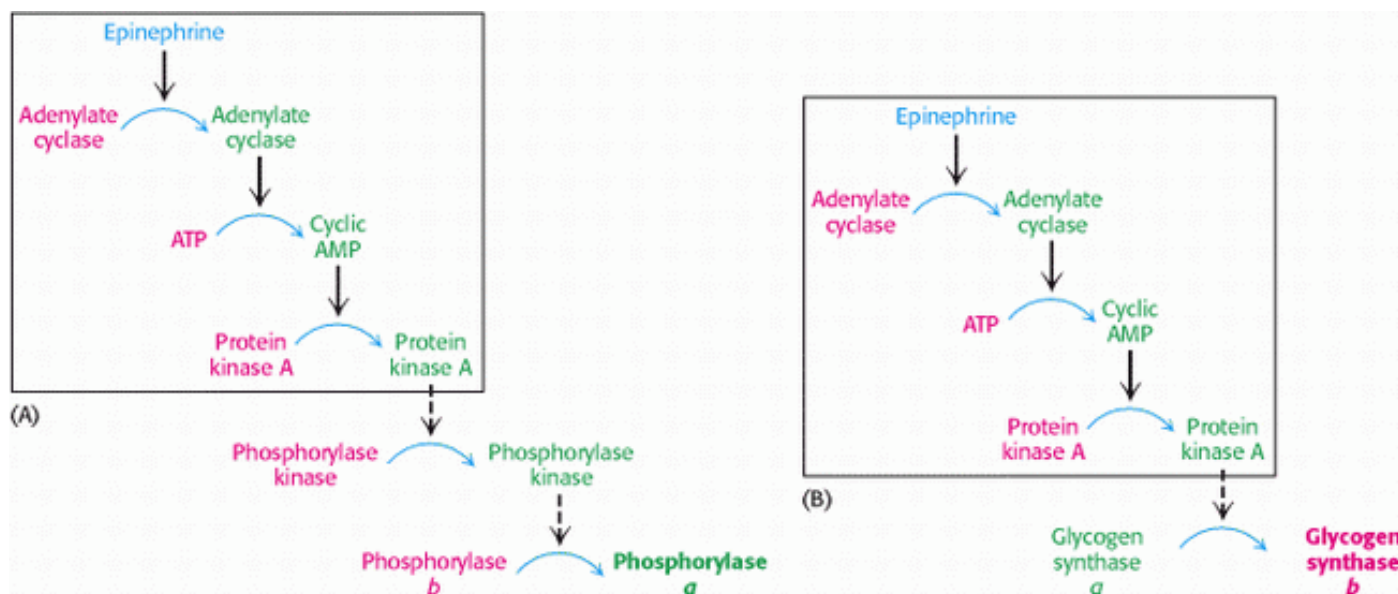 Epinephrine
Adenylate
cyclase
Adenylate
cyclase
ATP
Cyclic
AMP
Protein
kinase A
Protein
kinase A
(A)
Phosphorylase
kinase
Phosphorylase
kinase
Phosphorylase
b
Phosphorylase
a
Epinephrine
Adenylate
cyclase
Adenylate
cyclase
ATP
Cyclic
AMP
Protein
kinase A
Protein
kinase A
(B)
Glycogen
synthase
a
Glycogen
synthase
b